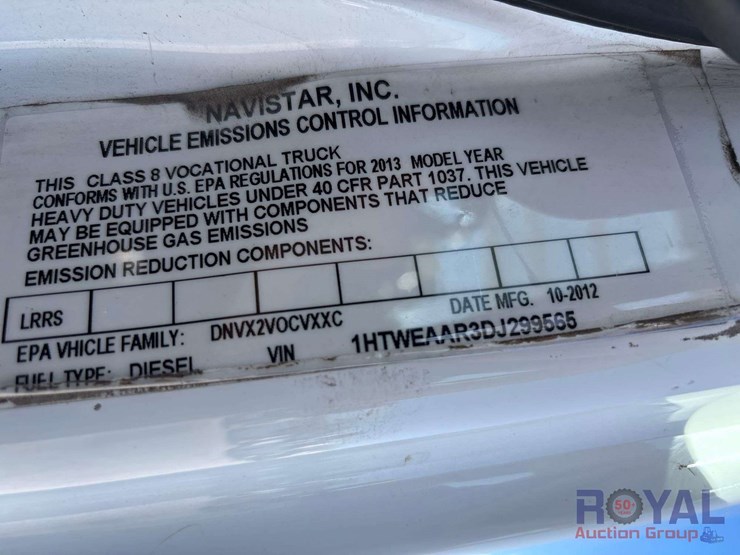 NAVISTAR, INC.
VEHICLE EMISSIONS CONTROL INFORMATION
THIS CLASS 8 VOCATIONAL TRUCK
CONFORMS WITH U.S. EPA REGULATIONS FOR 2013 MODEL YEAR
HEAVY DUTY VEHICLES UNDER 40 CFR PART 1037. THIS VEHICLE
MAY BE EQUIPPED WITH COMPONENTS THAT REDUCE
GREENHOUSE GAS EMISSIONS
EMISSION REDUCTION COMPONENTS:
LRRS
EPA VEHICLE FAMILY: DNVX2VOCVXXC DATE MFG. 10-2012
FUEL TYPE: DIESEL VIN 1HTWEAAR3DJ299565
ROYAL
50
Auction Group